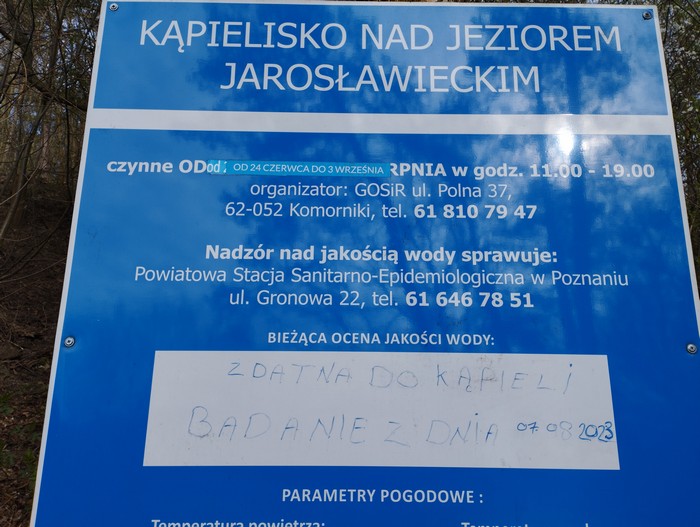 KĄPIELISKO NAD JEZIOREM
JAROSŁAWIECKIM
czynne OD OD 24 CZERWCA DO 3 WRZEŚNIA RPNIA w godz. 11.00 - 19.00
organizator: GOSiR ul. Polna 37,
62-052 Komorniki, tel. 61 810 79 47
Nadzór nad jakością wody sprawuje:
Powiatowa Stacja Sanitarno-Epidemiologiczna w Poznaniu
ul. Gronowa 22, tel. 61 646 78 51
BIEŻĄCA OCENA JAKOŚCI WODY:
ZDATNA DO KĄPIELI
BADANIE Z DNIA 07 08 2023
PARAMETRY POGODOWE :
Temperatura powietrza: